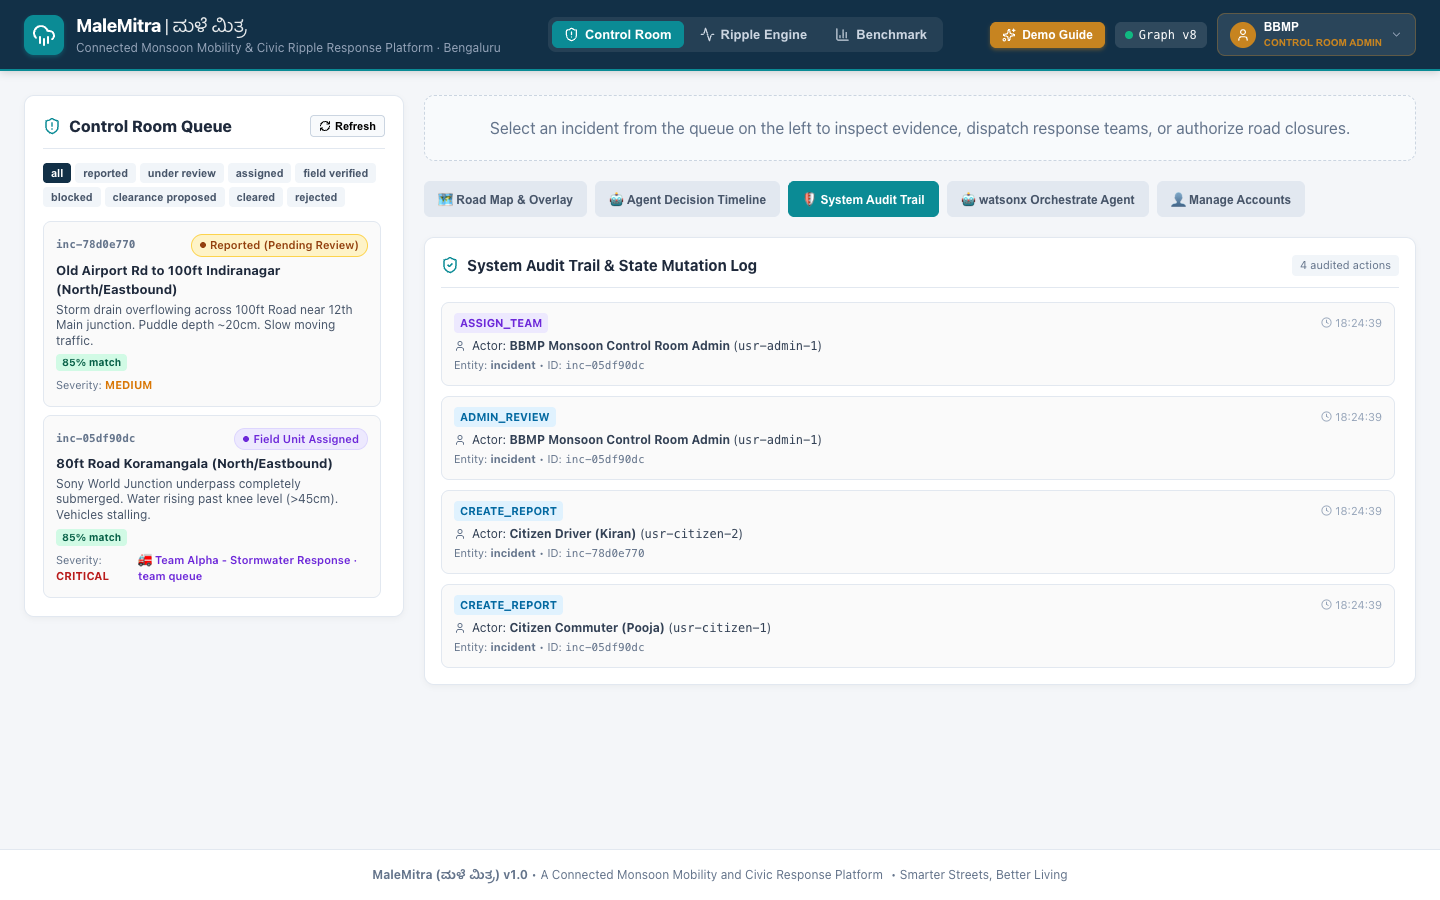 MaleMitra | ಮಳೆ ಮಿತ್ರ
Connected Monsoon Mobility & Civic Ripple Response Platform · Bengaluru
Control Room
Ripple Engine
Benchmark
Demo Guide
Graph v8
BBMP
CONTROL ROOM ADMIN
Control Room Queue
Refresh
all
reported
under review
assigned
field verified
blocked
clearance proposed
cleared
rejected
inc-78d0e770
Reported (Pending Review)
Old Airport Rd to 100ft Indiranagar
(North/Eastbound)
Storm drain overflowing across 100ft Road near 12th
Main junction. Puddle depth ~20cm. Slow moving
traffic.
85% match
Severity: MEDIUM
inc-05df90dc
Field Unit Assigned
80ft Road Koramangala (North/Eastbound)
Sony World Junction underpass completely
submerged. Water rising past knee level (>45cm).
Vehicles stalling.
85% match
Severity:
CRITICAL
Team Alpha - Stormwater Response ·
team queue
Select an incident from the queue on the left to inspect evidence, dispatch response teams, or authorize road closures.
Road Map & Overlay
Agent Decision Timeline
System Audit Trail
watsonx Orchestrate Agent
Manage Accounts
System Audit Trail & State Mutation Log
4 audited actions
ASSIGN_TEAM
18:24:39
Actor: BBMP Monsoon Control Room Admin (usr-admin-1)
Entity: incident • ID: inc-05df90dc
ADMIN_REVIEW
18:24:39
Actor: BBMP Monsoon Control Room Admin (usr-admin-1)
Entity: incident • ID: inc-05df90dc
CREATE_REPORT
18:24:39
Actor: Citizen Driver (Kiran) (usr-citizen-2)
Entity: incident • ID: inc-78d0e770
CREATE_REPORT
18:24:39
Actor: Citizen Commuter (Pooja) (usr-citizen-1)
Entity: incident • ID: inc-05df90dc
MaleMitra (ಮಳೆ ಮಿತ್ರ) v1.0 • A Connected Monsoon Mobility and Civic Response Platform • Smarter Streets, Better Living